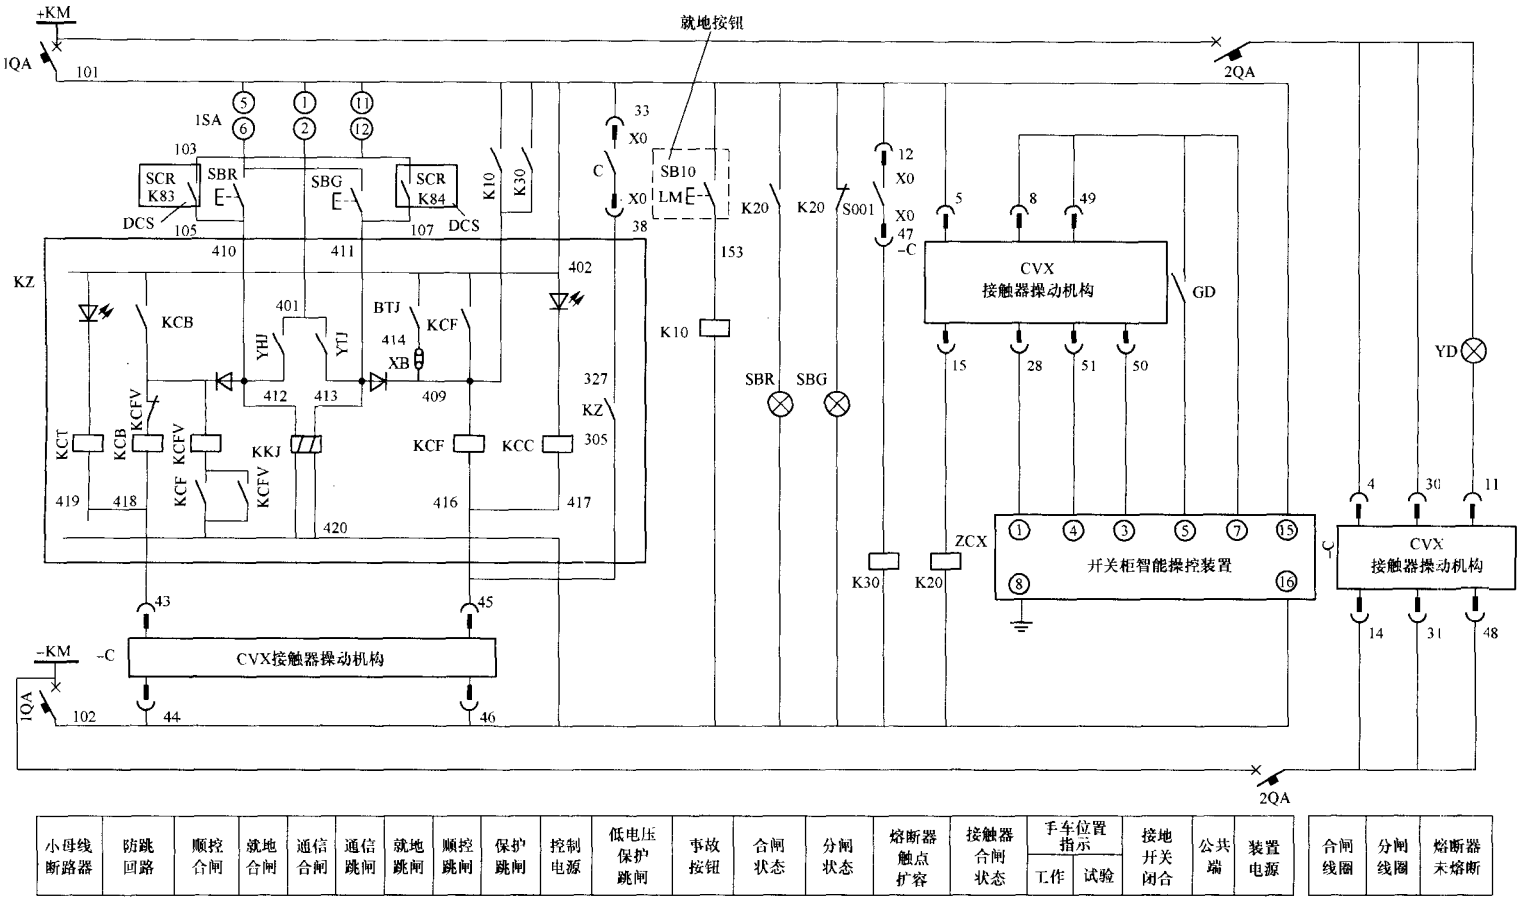 +KM
就地按钮
1QA
101
2QA
5
1
11
1SA
6
2
12
33
X0
103
SCR
K83
SBR
SBG
SCR
K84
K10
K30
C
SB10
LM
X0
12
X0
DCS
DCS
K20
K20
S001
X0
5
8
49
105
410
411
107
38
153
47
-C
KZ
402
CVX
接触器操动机构
GD
KCB
401
BTJ
KCF
414
YHJ
YTJ
XB
K10
YD
15
28
51
50
412
413
409
327
SBR
SBG
KCFV
KZ
KCT
KCB
KCFV
KKJ
KCF
KCC
305
KCF
KCFV
419
418
416
417
420
4
30
11
ZCX
1
4
3
5
7
15
开关柜智能操控装置
8
16
-C
CVX
接触器操动机构
K30
K20
43
45
14
31
48
-KM
-C
CVX接触器操动机构
1QA
102
44
46
2QA
小母线
断路器
防跳
回路
顺控
合闸
就地
合闸
通信
合闸
通信
跳闸
就地
跳闸
顺控
跳闸
保护
跳闸
控制
电源
低电压
保护
跳闸
事故
按钮
合闸
状态
分闸
状态
熔断器
触点
扩容
接触器
合闸
状态
手车位置
指示
工作
试验
接地
开关
闭合
公共
端
装置
电源
合闸
线圈
分闸
线圈
熔断器
未熔断